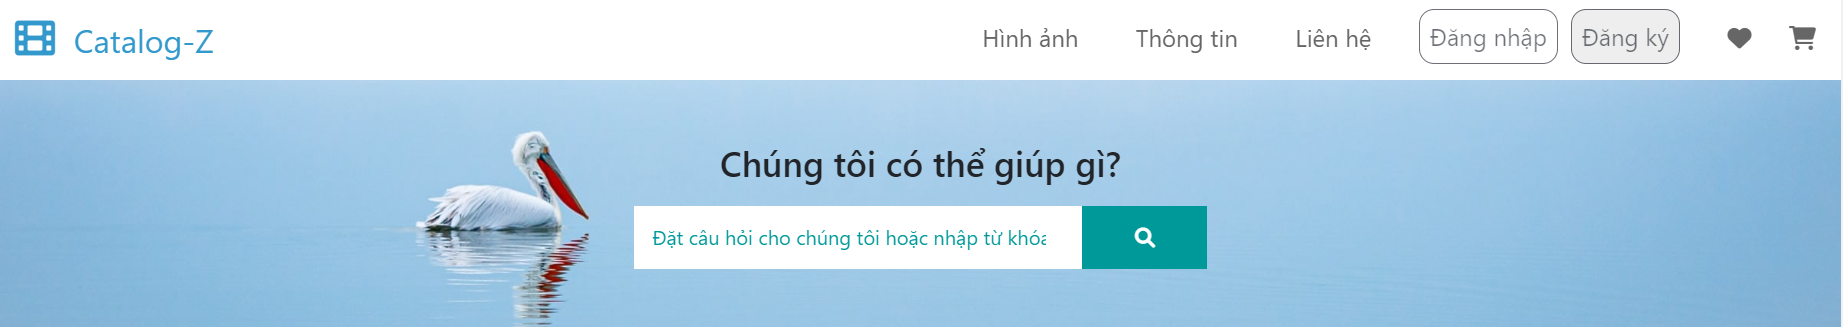 Catalog-Z
Hình ảnh
Thông tin
Liên hệ
Đăng nhập
Đăng ký
Chúng tôi có thể giúp gì?
Đặt câu hỏi cho chúng tôi hoặc nhập từ khóa